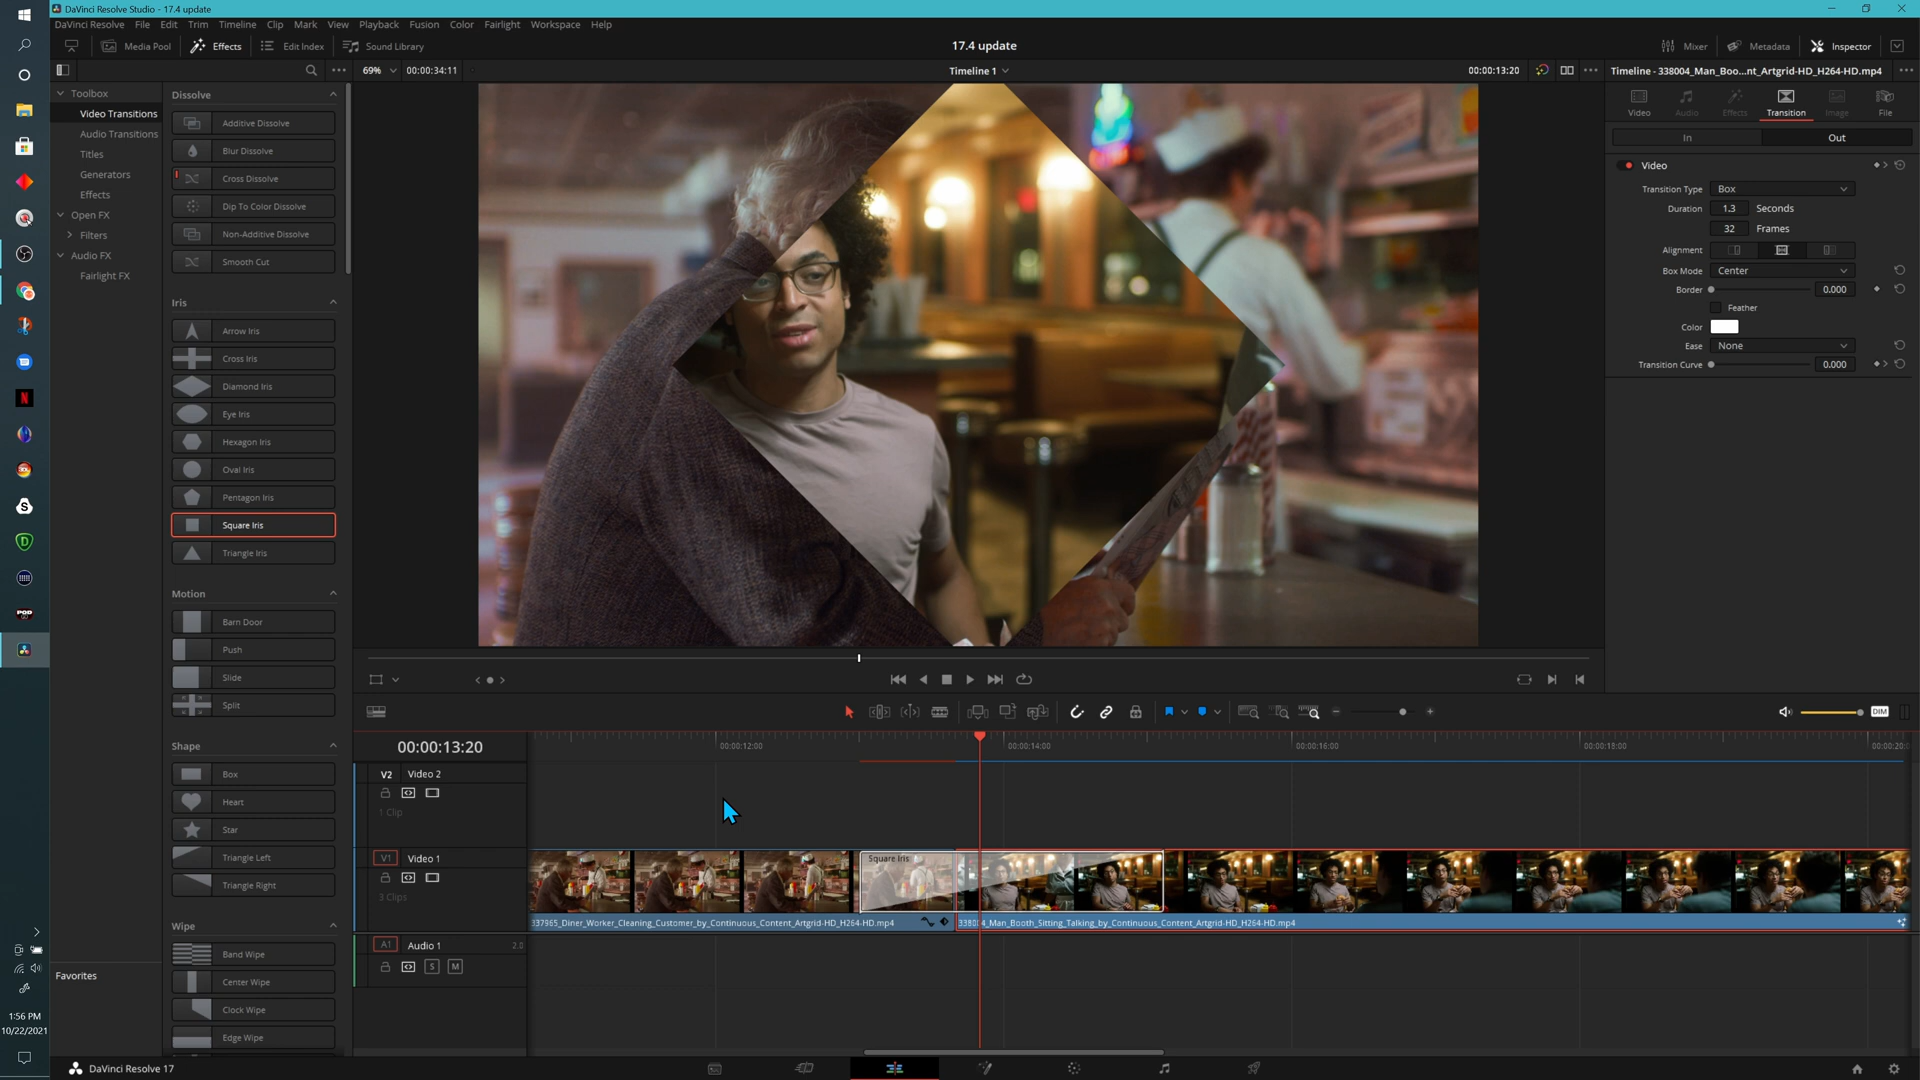 DaVinci Resolve Studio - 17.4 update
DaVinci Resolve File Edit Trim Timeline Clip Mark View Playback Fusion Color Fairlight Workspace Help
Media Pool Effects Edit Index Sound Library
17.4 update
Mixer Metadata Inspector
69% 00:00:34:11
Timeline 1
00:00:13:20
Timeline - 338004_Man_Boo...nt_Artgrid-HD_H264-HD.mp4
Toolbox
Video Transitions
Audio Transitions
Titles
Generators
Effects
Open FX
Filters
Audio FX
Fairlight FX
Favorites
Dissolve
Additive Dissolve
Blur Dissolve
Cross Dissolve
Dip To Color Dissolve
Non-Additive Dissolve
Smooth Cut
Iris
Arrow Iris
Cross Iris
Diamond Iris
Eye Iris
Hexagon Iris
Oval Iris
Pentagon Iris
Square Iris
Triangle Iris
Motion
Barn Door
Push
Slide
Split
Shape
Box
Heart
Star
Triangle Left
Triangle Right
Wipe
Band Wipe
Center Wipe
Clock Wipe
Edge Wipe
Video Audio Effects Transition Image File
In Out
Video
Transition Type Box
Duration 1.3 Seconds
32 Frames
Alignment
Box Mode Center
Border 0.000
Feather
Color
Ease None
Transition Curve 0.000
DIM
00:00:13:20
00:00:12:00 00:00:14:00 00:00:16:00 00:00:18:00 00:00:20:0
V2 Video 2
1 Clip
V1 Video 1
3 Clips
Square Iris
337965_Diner_Worker_Cleaning_Customer_by_Continuous_Content_Artgrid-HD_H264-HD.mp4
338004_Man_Booth_Sitting_Talking_by_Continuous_Content_Artgrid-HD_H264-HD.mp4
A1 Audio 1 2.0
S M
1:56 PM
10/22/2021
DaVinci Resolve 17